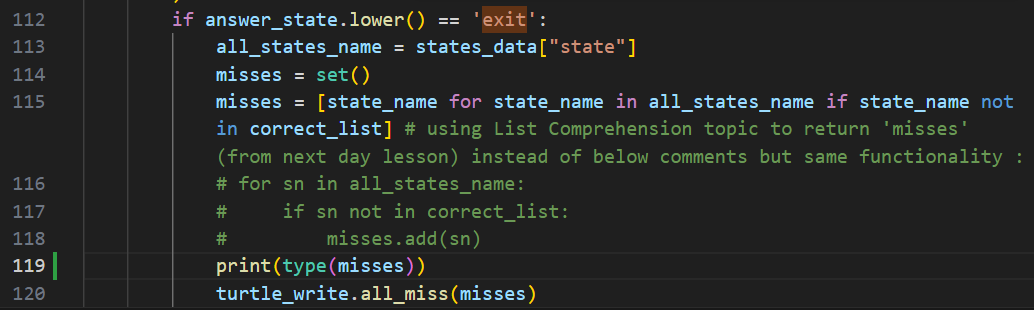 112 if answer_state.lower() == 'exit':
113 all_states_name = states_data["state"]
114 misses = set()
115 misses = [state_name for state_name in all_states_name if state_name not
in correct_list] # using List Comprehension topic to return 'misses'
(from next day lesson) instead of below comments but same functionality :
116 # for sn in all_states_name:
117 #     if sn not in correct_list:
118 #         misses.add(sn)
119 print(type(misses))
120 turtle_write.all_miss(misses)